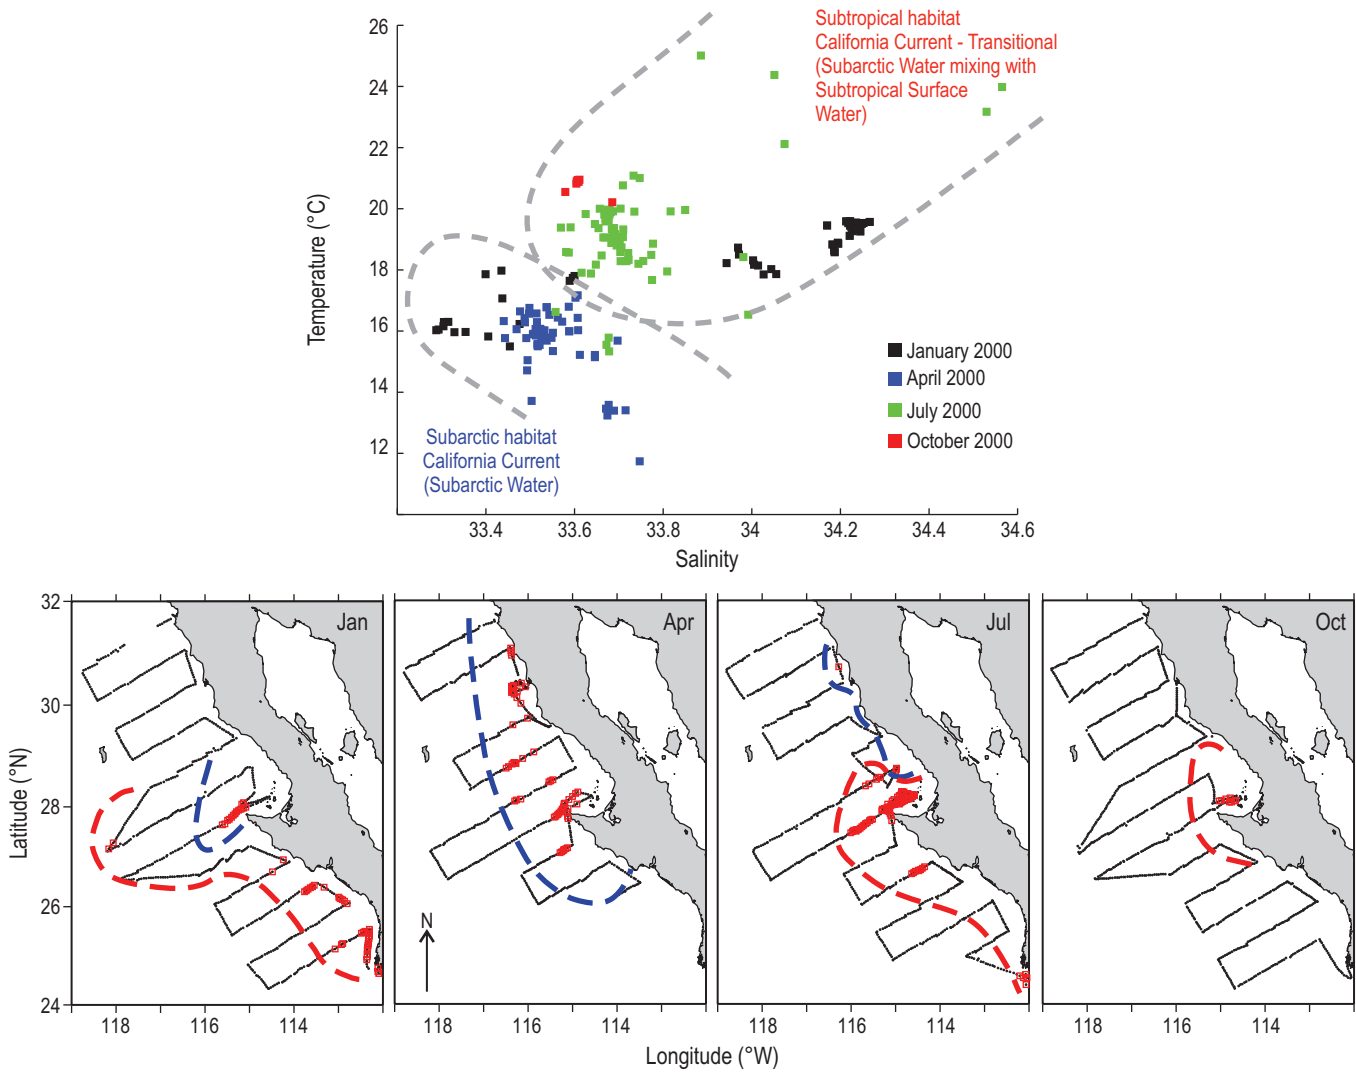 Subtropical habitat
California Current - Transitional
(Subarctic Water mixing with
Subtropical Surface
Water)
26
24
22
20
18
16
14
12
Temperature (°C)
January 2000
April 2000
July 2000
October 2000
Subarctic habitat
California Current
(Subarctic Water)
33.4 33.6 33.8 34 34.2 34.4 34.6
Salinity
32
30
28
26
24
Latitude (°N)
Jan Apr Jul Oct
N
118 116 114 118 116 114 118 116 114 118 116 114
Longitude (°W)